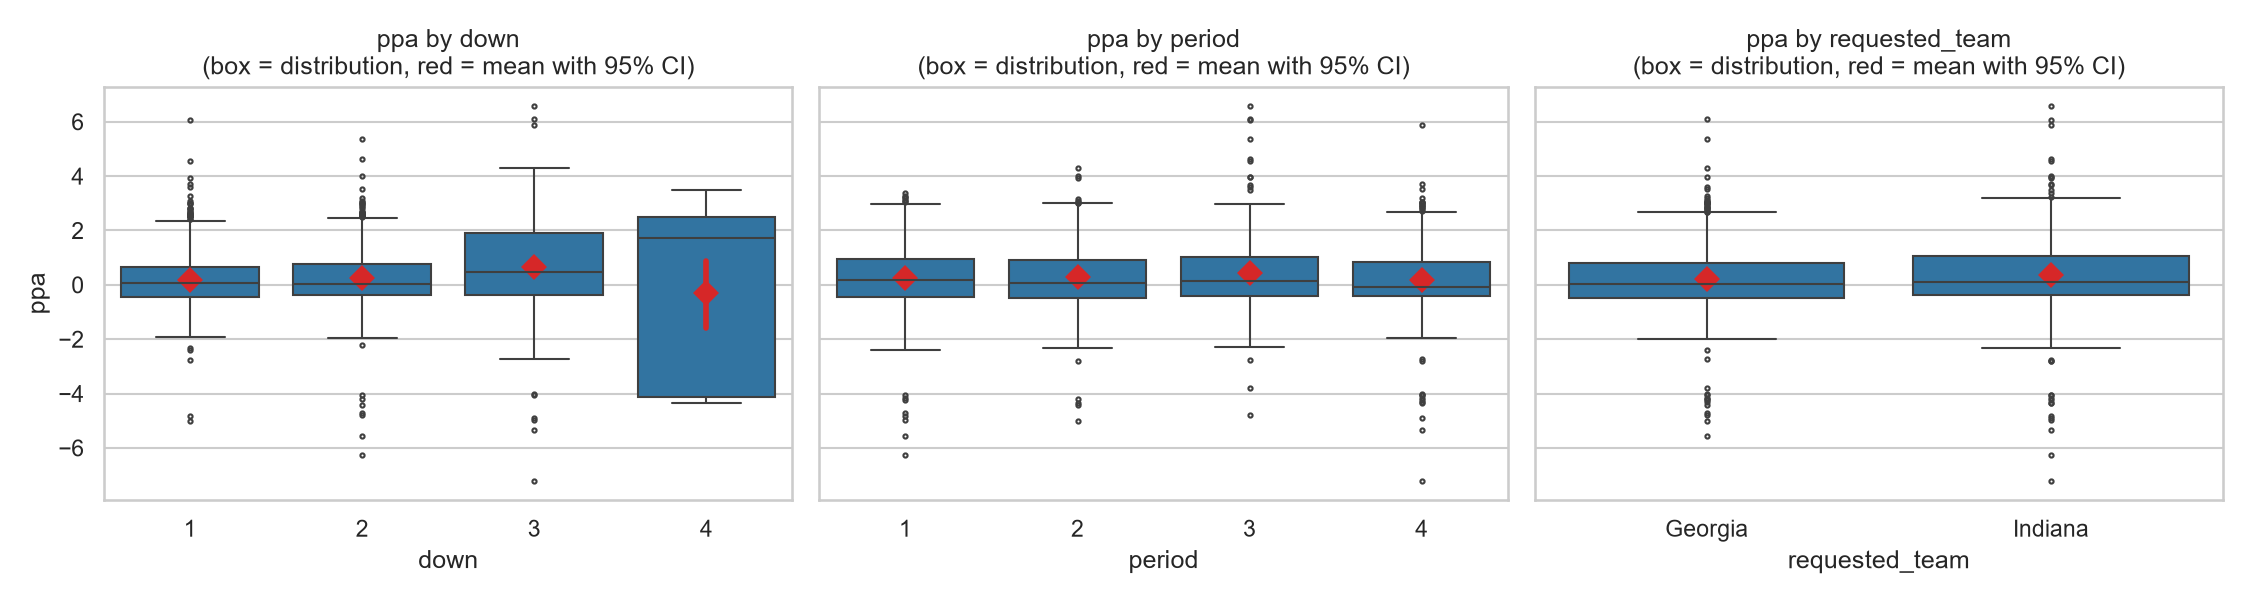 ppa by down
(box = distribution, red = mean with 95% CI)
ppa by period
(box = distribution, red = mean with 95% CI)
ppa by requested_team
(box = distribution, red = mean with 95% CI)
ppa
6
4
2
0
−2
−4
−6
1 2 3 4
down
1 2 3 4
period
Georgia Indiana
requested_team